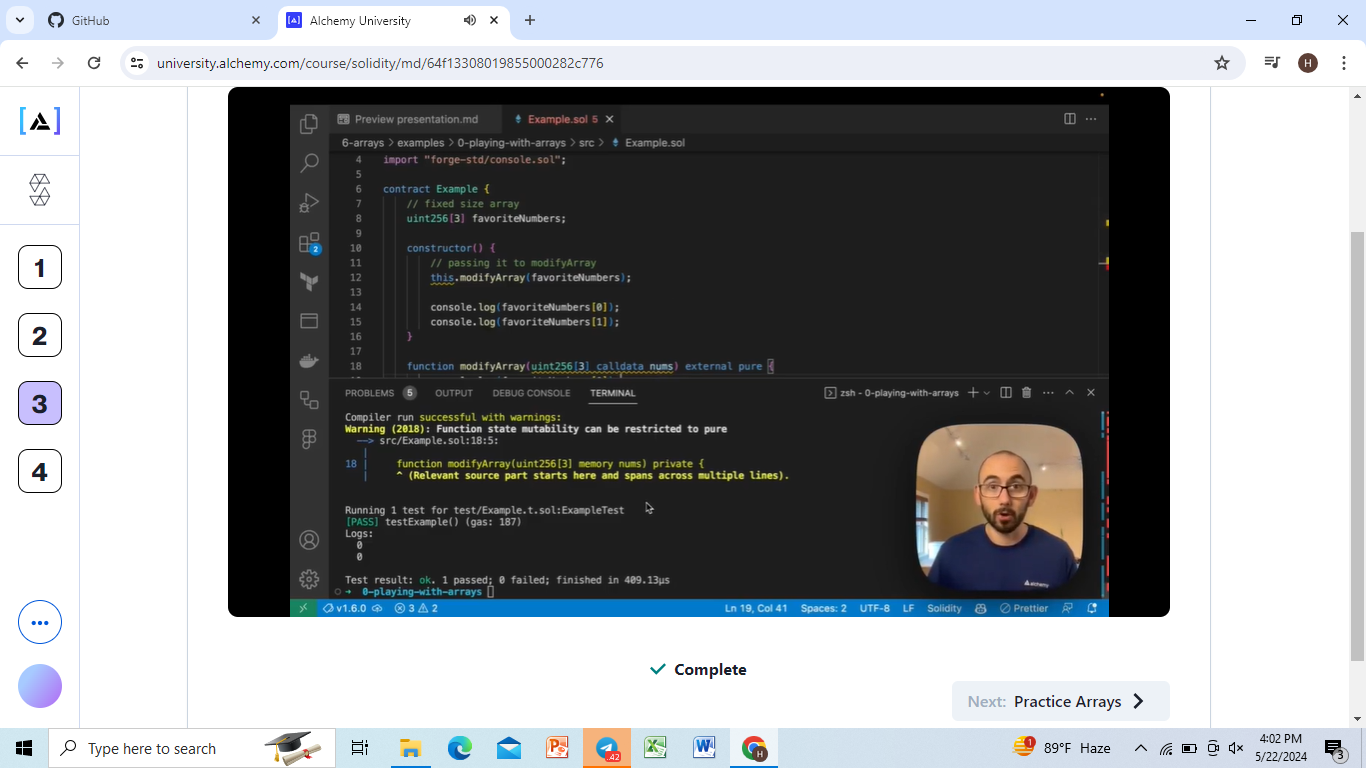 GitHub
Alchemy University
university.alchemy.com/course/solidity/md/64f13308019855000282c776
H
1
2
3
4
Preview presentation.md
Example.sol 5
6-arrays > examples > 0-playing-with-arrays > src > Example.sol
4 import "forge-std/console.sol";
5
6 contract Example {
7 // fixed size array
8 uint256[3] favoriteNumbers;
9
10 constructor() {
11 // passing it to modifyArray
12 this.modifyArray(favoriteNumbers);
13
14 console.log(favoriteNumbers[0]);
15 console.log(favoriteNumbers[1]);
16 }
17
18 function modifyArray(uint256[3] calldata nums) external pure {
2
PROBLEMS 5 OUTPUT DEBUG CONSOLE TERMINAL zsh - 0-playing-with-arrays
Compiler run successful with warnings:
Warning (2018): Function state mutability can be restricted to pure
--> src/Example.sol:18:5:
|
18 | function modifyArray(uint256[3] memory nums) private {
| ^ (Relevant source part starts here and spans across multiple lines).
Running 1 test for test/Example.t.sol:ExampleTest
[PASS] testExample() (gas: 187)
Logs:
0
0
Test result: ok. 1 passed; 0 failed; finished in 409.13µs
0-playing-with-arrays
alchemy
v1.6.0 3 2 Ln 19, Col 41 Spaces: 2 UTF-8 LF Solidity Prettier
Complete
Next: Practice Arrays
Type here to search
.42
1
89°F Haze
4:02 PM
5/22/2024
3